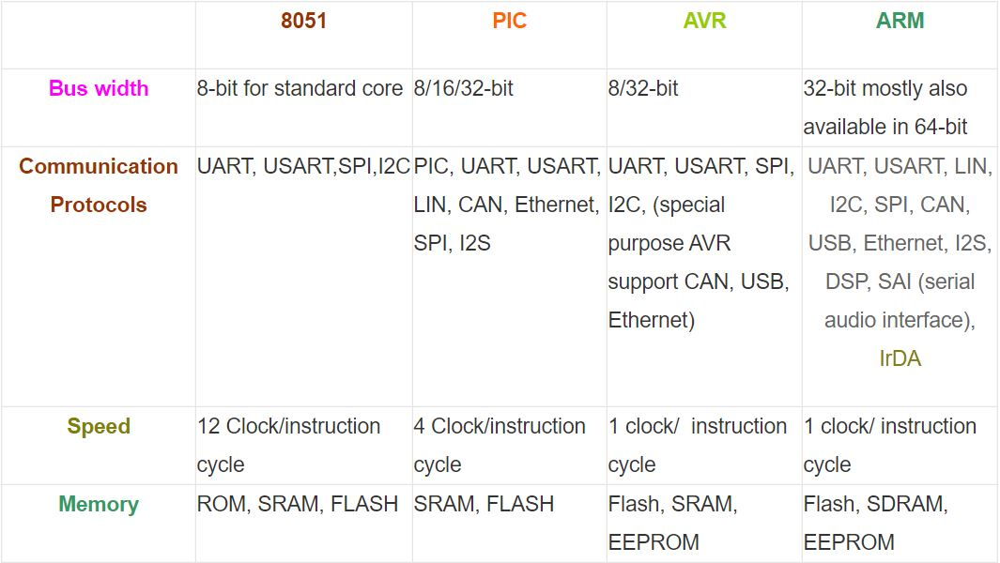 8051 PIC AVR ARM
Bus width 8-bit for standard core 8/16/32-bit 8/32-bit 32-bit mostly also
available in 64-bit
Communication UART, USART,SPI,I2C PIC, UART, USART, UART, USART, SPI, UART, USART, LIN,
Protocols LIN, CAN, Ethernet, I2C, (special I2C, SPI, CAN,
SPI, I2S purpose AVR USB, Ethernet, I2S,
support CAN, USB, DSP, SAI (serial
Ethernet) audio interface),
IrDA
Speed 12 Clock/instruction 4 Clock/instruction 1 clock/ instruction 1 clock/ instruction
cycle cycle cycle cycle
Memory ROM, SRAM, FLASH SRAM, FLASH Flash, SRAM, Flash, SDRAM,
EEPROM EEPROM